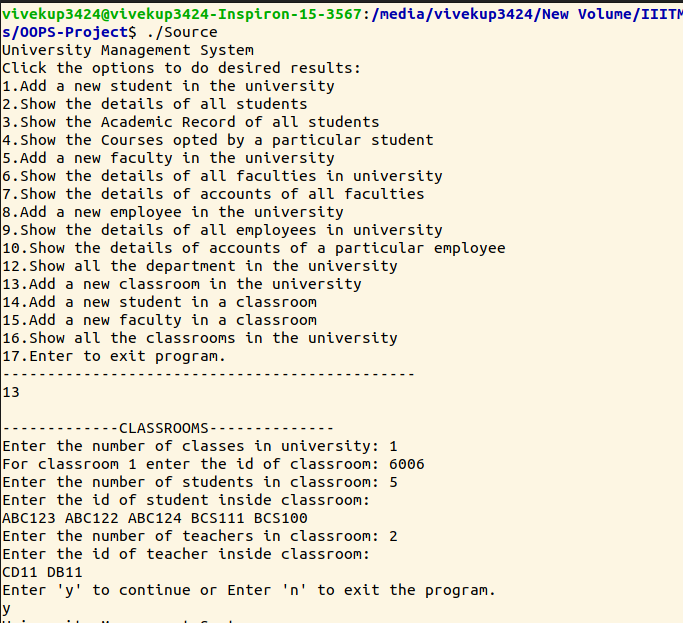 vivekup3424@vivekup3424-Inspiron-15-3567:/media/vivekup3424/New Volume/IIITM
s/OOPS-Project$ ./Source
University Management System
Click the options to do desired results:
1.Add a new student in the university
2.Show the details of all students
3.Show the Academic Record of all students
4.Show the Courses opted by a particular student
5.Add a new faculty in the university
6.Show the details of all faculties in university
7.Show the details of accounts of all faculties
8.Add a new employee in the university
9.Show the details of all employees in university
10.Show the details of accounts of a particular employee
12.Show all the department in the university
13.Add a new classroom in the university
14.Add a new student in a classroom
15.Add a new faculty in a classroom
16.Show all the classrooms in the university
17.Enter to exit program.
----------------------------------------------
13
-------------CLASSROOMS--------------
Enter the number of classes in university: 1
For classroom 1 enter the id of classroom: 6006
Enter the number of students in classroom: 5
Enter the id of student inside classroom:
ABC123 ABC122 ABC124 BCS111 BCS100
Enter the number of teachers in classroom: 2
Enter the id of teacher inside classroom:
CD11 DB11
Enter 'y' to continue or Enter 'n' to exit the program.
y